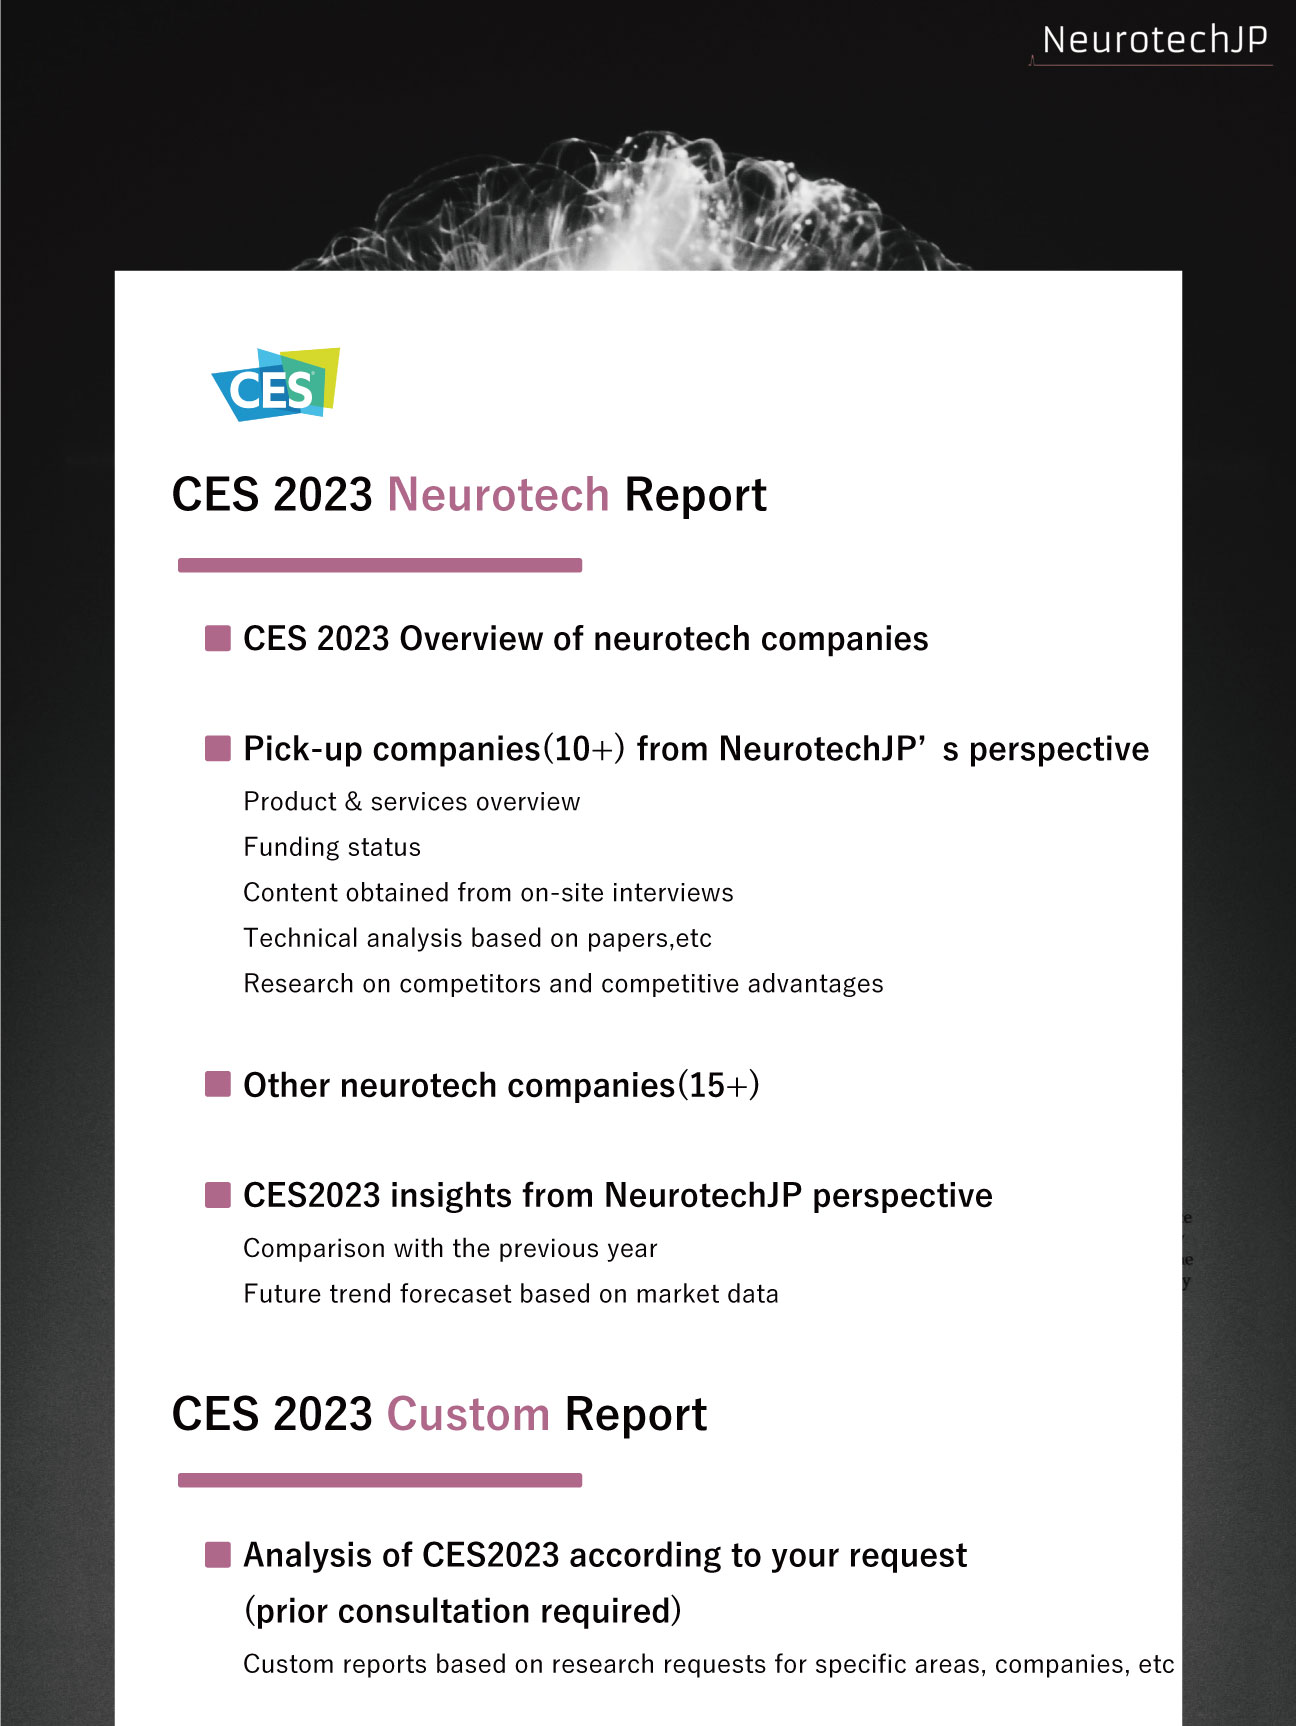 NeurotechJP
CES
CES 2023 Neurotech Report
CES 2023 Overview of neurotech companies
Pick-up companies(10+) from NeurotechJP’ s perspective
Product & services overview
Funding status
Content obtained from on-site interviews
Technical analysis based on papers,etc
Research on competitors and competitive advantages
Other neurotech companies(15+)
CES2023 insights from NeurotechJP perspective
Comparison with the previous year
Future trend forecaset based on market data
CES 2023 Custom Report
Analysis of CES2023 according to your request
(prior consultation required)
Custom reports based on research requests for specific areas, companies, etc